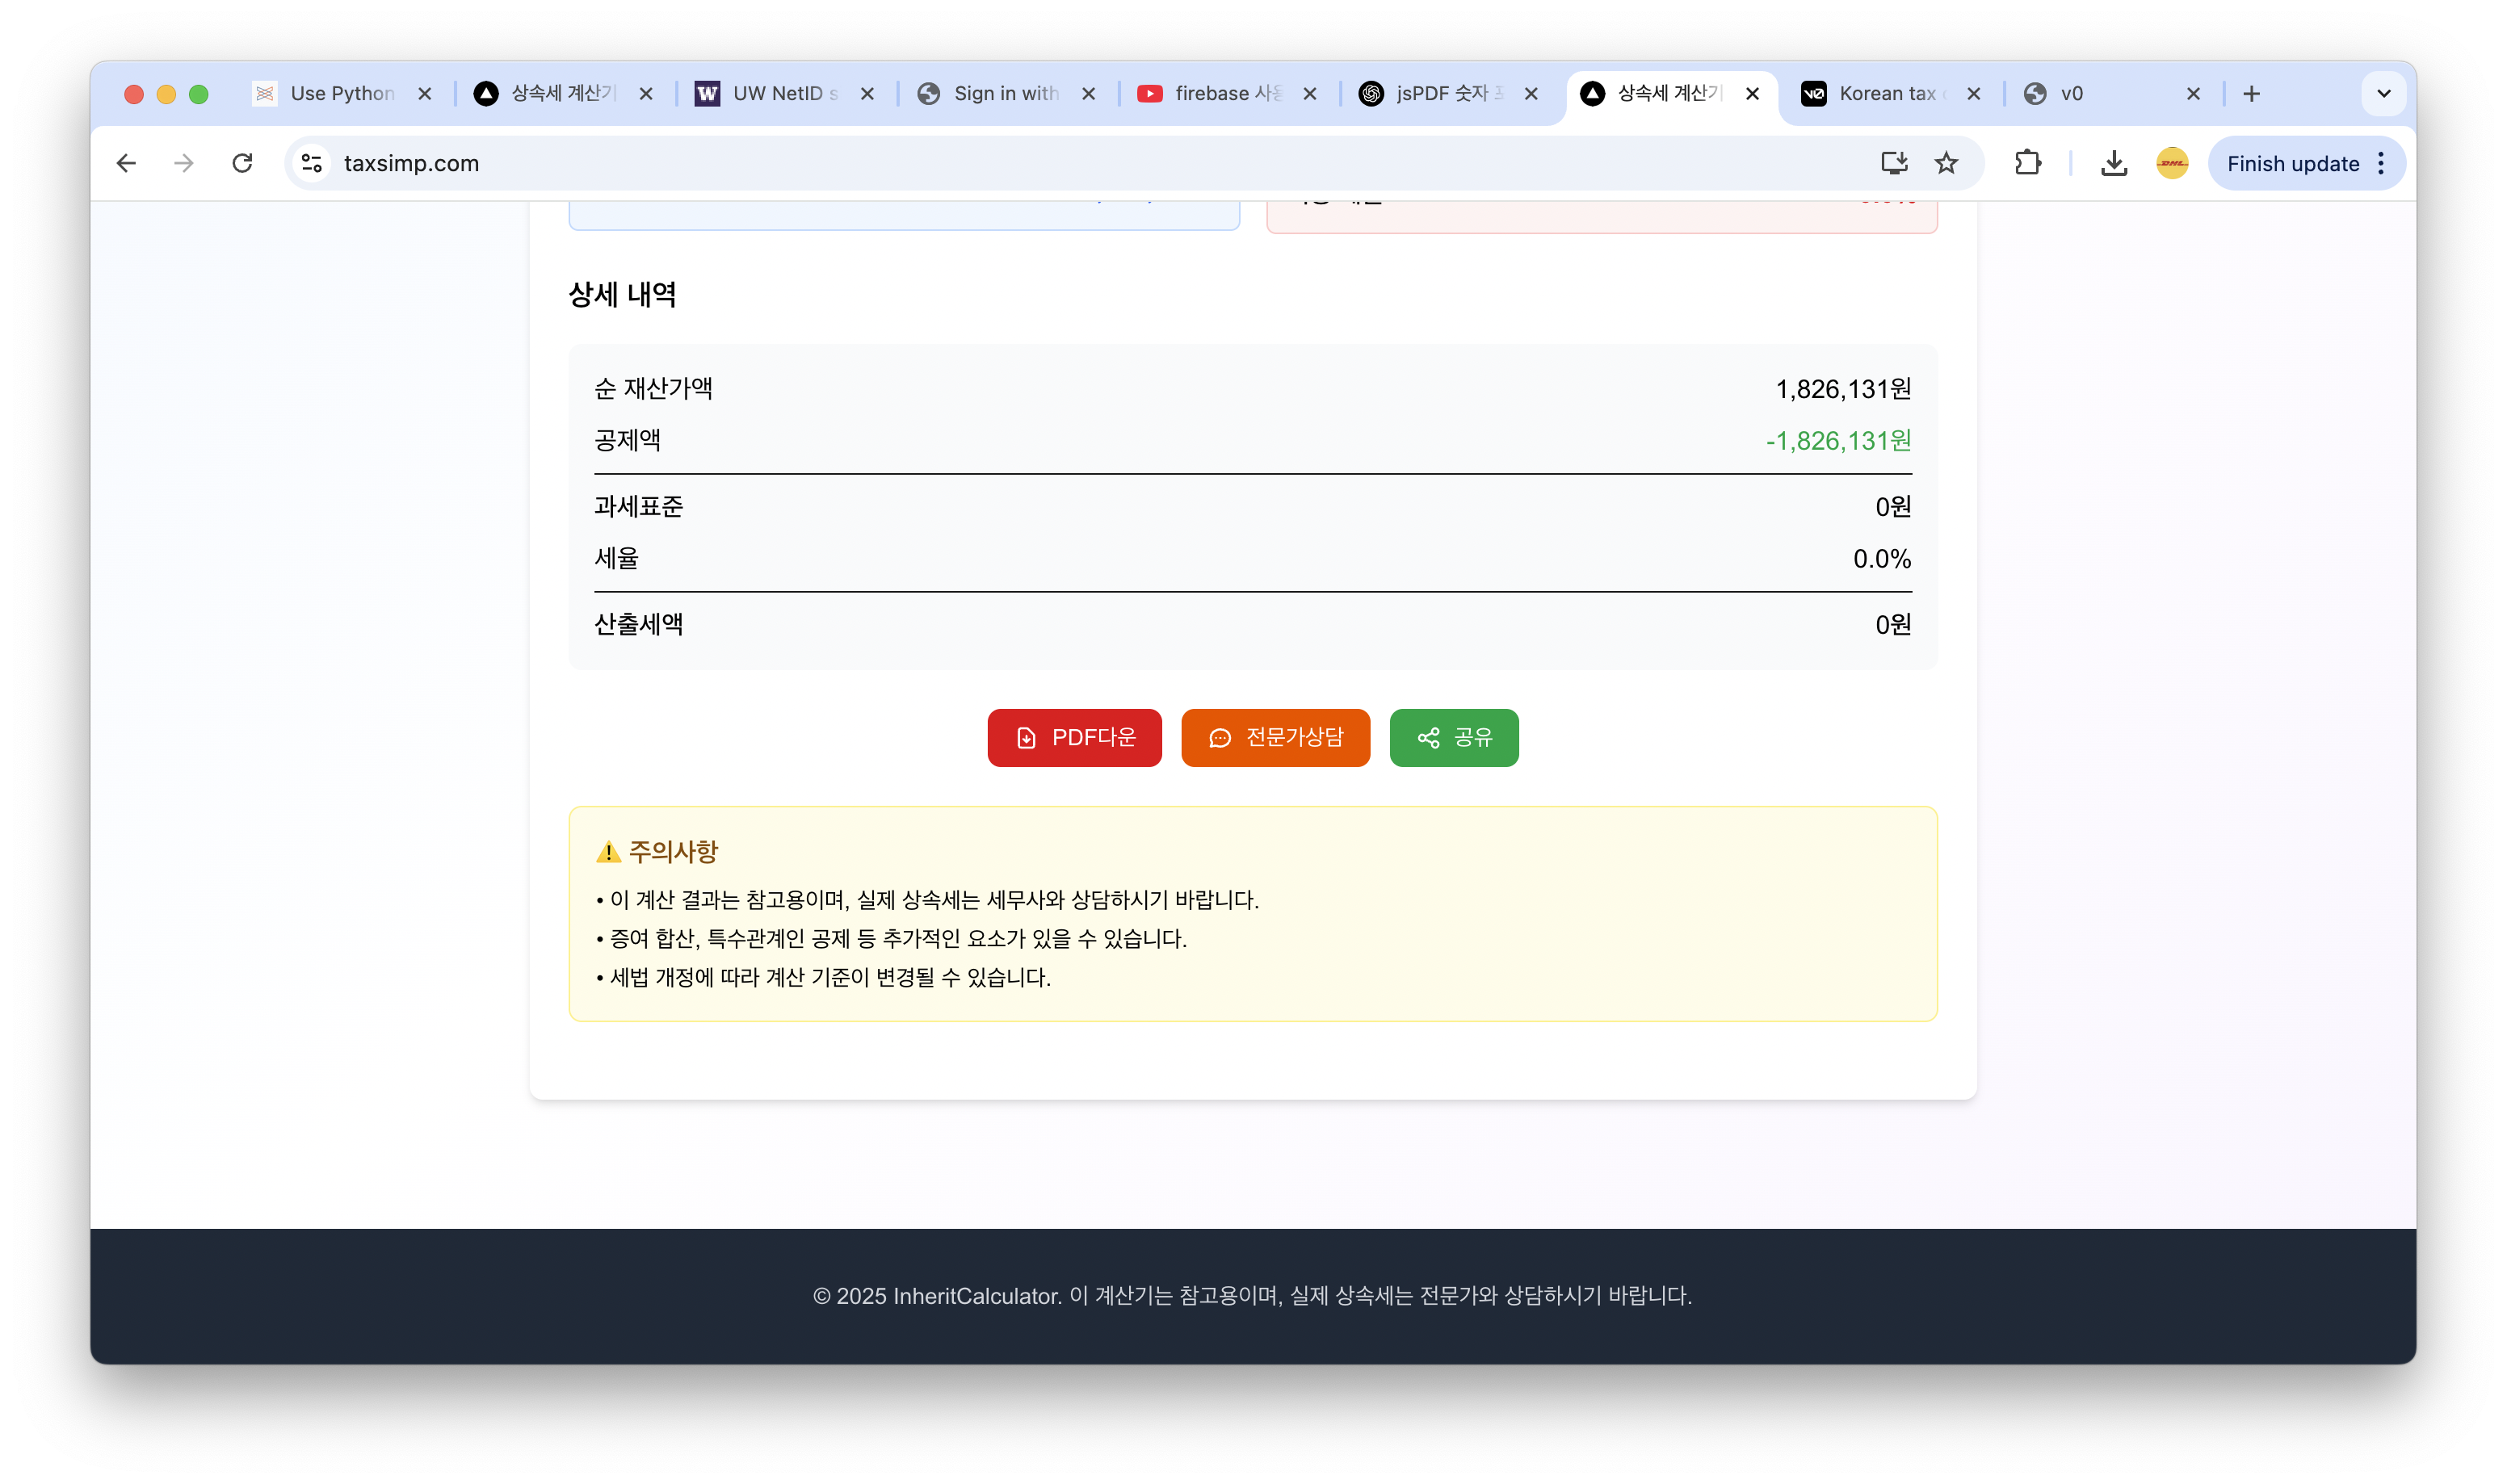 Use Python
상속세 계산기
UW NetID s
Sign in with
firebase 사용
jsPDF 숫자 포
상속세 계산기
Korean tax c
v0
taxsimp.com
Finish update
상세 내역
순 재산가액 1,826,131원
공제액 -1,826,131원
과세표준 0원
세율 0.0%
산출세액 0원
PDF다운 전문가상담 공유
⚠️ 주의사항
• 이 계산 결과는 참고용이며, 실제 상속세는 세무사와 상담하시기 바랍니다.
• 증여 합산, 특수관계인 공제 등 추가적인 요소가 있을 수 있습니다.
• 세법 개정에 따라 계산 기준이 변경될 수 있습니다.
© 2025 InheritCalculator. 이 계산기는 참고용이며, 실제 상속세는 전문가와 상담하시기 바랍니다.